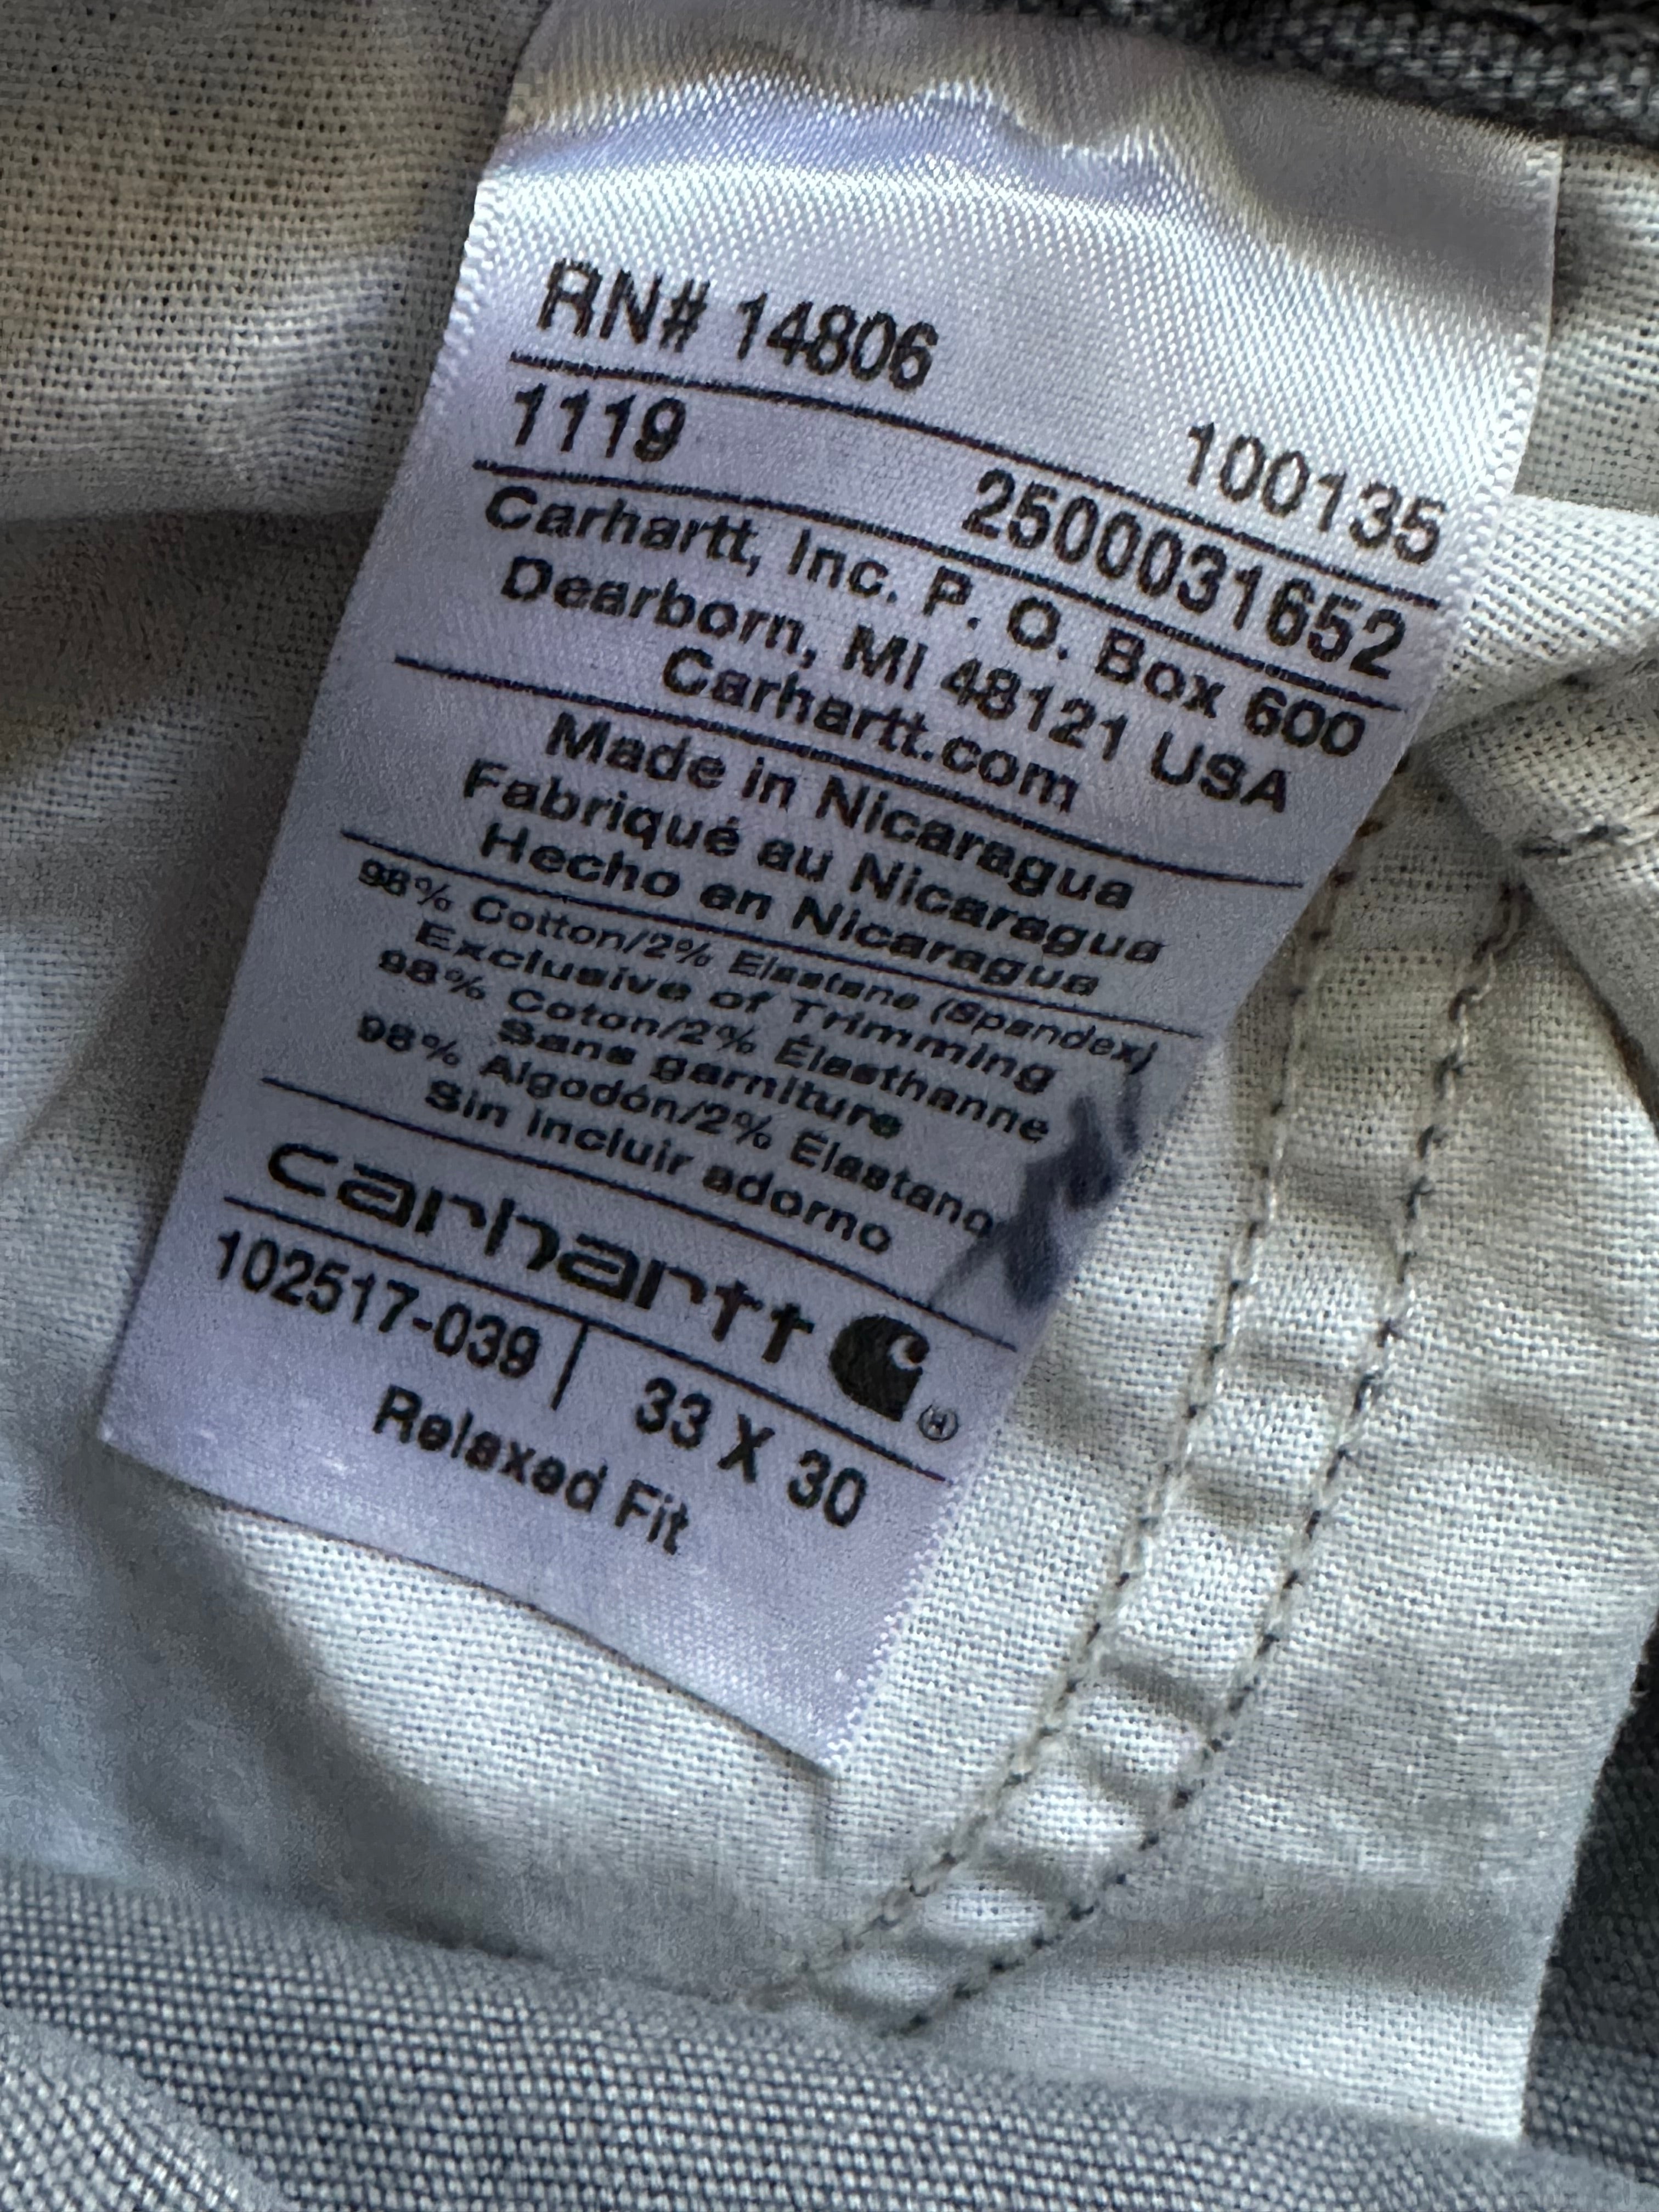 RN# 14806 100135
1119 2500031652
Carhartt, Inc. P. O. Box 600
Dearborn, MI 48121 USA
Carhartt.com
Made in Nicaragua
Fabriqué au Nicaragua
Hecho en Nicaragua
98% Cotton/2% Elastane (Spandex)
Exclusive of Trimming
98% Coton/2% Élasthanne
Sans garniture
98% Algodón/2% Elastano
Sin incluir adorno
carhartt ®
102517-039 | 33 X 30
Relaxed Fit